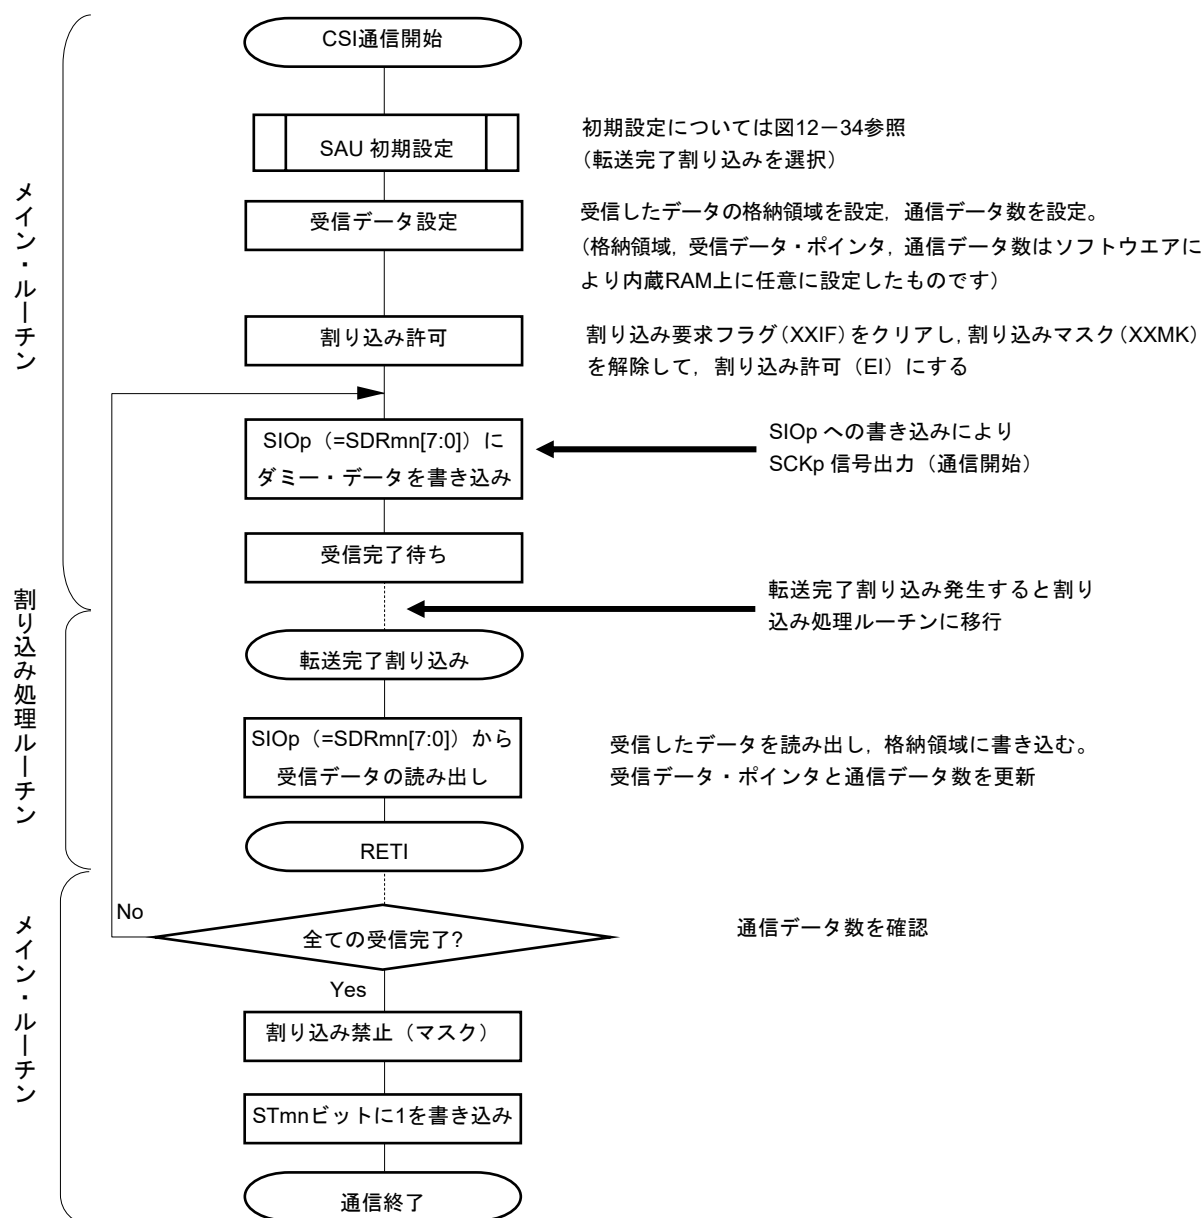 CSI通信開始
SAU 初期設定
初期設定については図12－34参照
（転送完了割り込みを選択）
受信データ設定
受信したデータの格納領域を設定，通信データ数を設定。
（格納領域，受信データ・ポインタ，通信データ数はソフトウエアに
より内蔵RAM上に任意に設定したものです）
メイン・ルーチン
割り込み許可
割り込み要求フラグ（XXIF）をクリアし，割り込みマスク（XXMK）
を解除して，割り込み許可（EI）にする
SIOp（=SDRmn[7:0]）に
ダミー・データを書き込み
SIOp への書き込みにより
SCKp 信号出力（通信開始）
受信完了待ち
転送完了割り込み発生すると割り
込み処理ルーチンに移行
割り込み処理ルーチン
転送完了割り込み
SIOp（=SDRmn[7:0]）から
受信データの読み出し
受信したデータを読み出し，格納領域に書き込む。
受信データ・ポインタと通信データ数を更新
RETI
メイン・ルーチン
No
全ての受信完了?
通信データ数を確認
Yes
割り込み禁止（マスク）
STmnビットに1を書き込み
通信終了